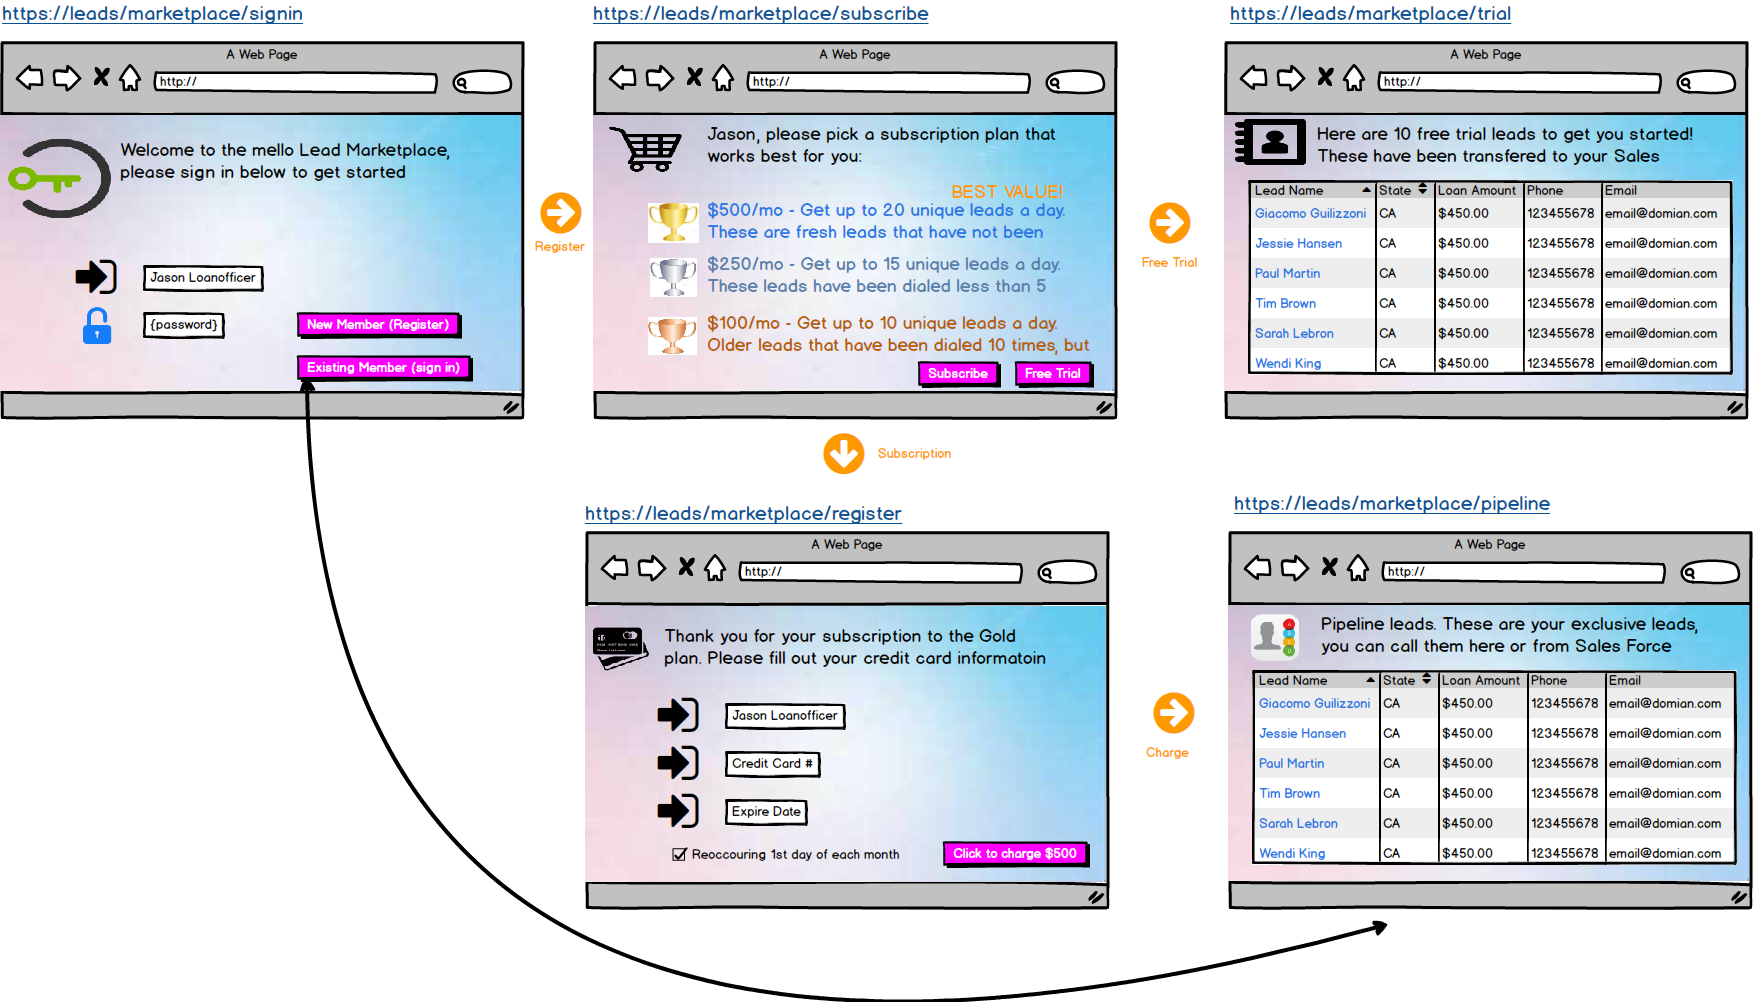 https://leads/marketplace/signin
A Web Page
http://
Welcome to the mello Lead Marketplace,
please sign in below to get started
Jason Loanofficer
{password}
New Member (Register)
Existing Member (sign in)
Register
https://leads/marketplace/subscribe
A Web Page
http://
Jason, please pick a subscription plan that
works best for you:
BEST VALUE!
$500/mo - Get up to 20 unique leads a day.
These are fresh leads that have not been
$250/mo - Get up to 15 unique leads a day.
These leads have been dialed less than 5
$100/mo - Get up to 10 unique leads a day.
Older leads that have been dialed 10 times, but
Subscribe Free Trial
Free Trial
https://leads/marketplace/trial
A Web Page
http://
Here are 10 free trial leads to get you started!
These have been transfered to your Sales
Lead Name State Loan Amount Phone Email
Giacomo Guilizzoni CA $450.00 123455678 email@domian.com
Jessie Hansen CA $450.00 123455678 email@domian.com
Paul Martin CA $450.00 123455678 email@domian.com
Tim Brown CA $450.00 123455678 email@domian.com
Sarah Lebron CA $450.00 123455678 email@domian.com
Wendi King CA $450.00 123455678 email@domian.com
Subscription
https://leads/marketplace/register
A Web Page
http://
Thank you for your subscription to the Gold
plan. Please fill out your credit card informatoin
Jason Loanofficer
Credit Card #
Expire Date
Reoccouring 1st day of each month
Click to charge $500
Charge
https://leads/marketplace/pipeline
A Web Page
http://
Pipeline leads. These are your exclusive leads,
you can call them here or from Sales Force
Lead Name State Loan Amount Phone Email
Giacomo Guilizzoni CA $450.00 123455678 email@domian.com
Jessie Hansen CA $450.00 123455678 email@domian.com
Paul Martin CA $450.00 123455678 email@domian.com
Tim Brown CA $450.00 123455678 email@domian.com
Sarah Lebron CA $450.00 123455678 email@domian.com
Wendi King CA $450.00 123455678 email@domian.com